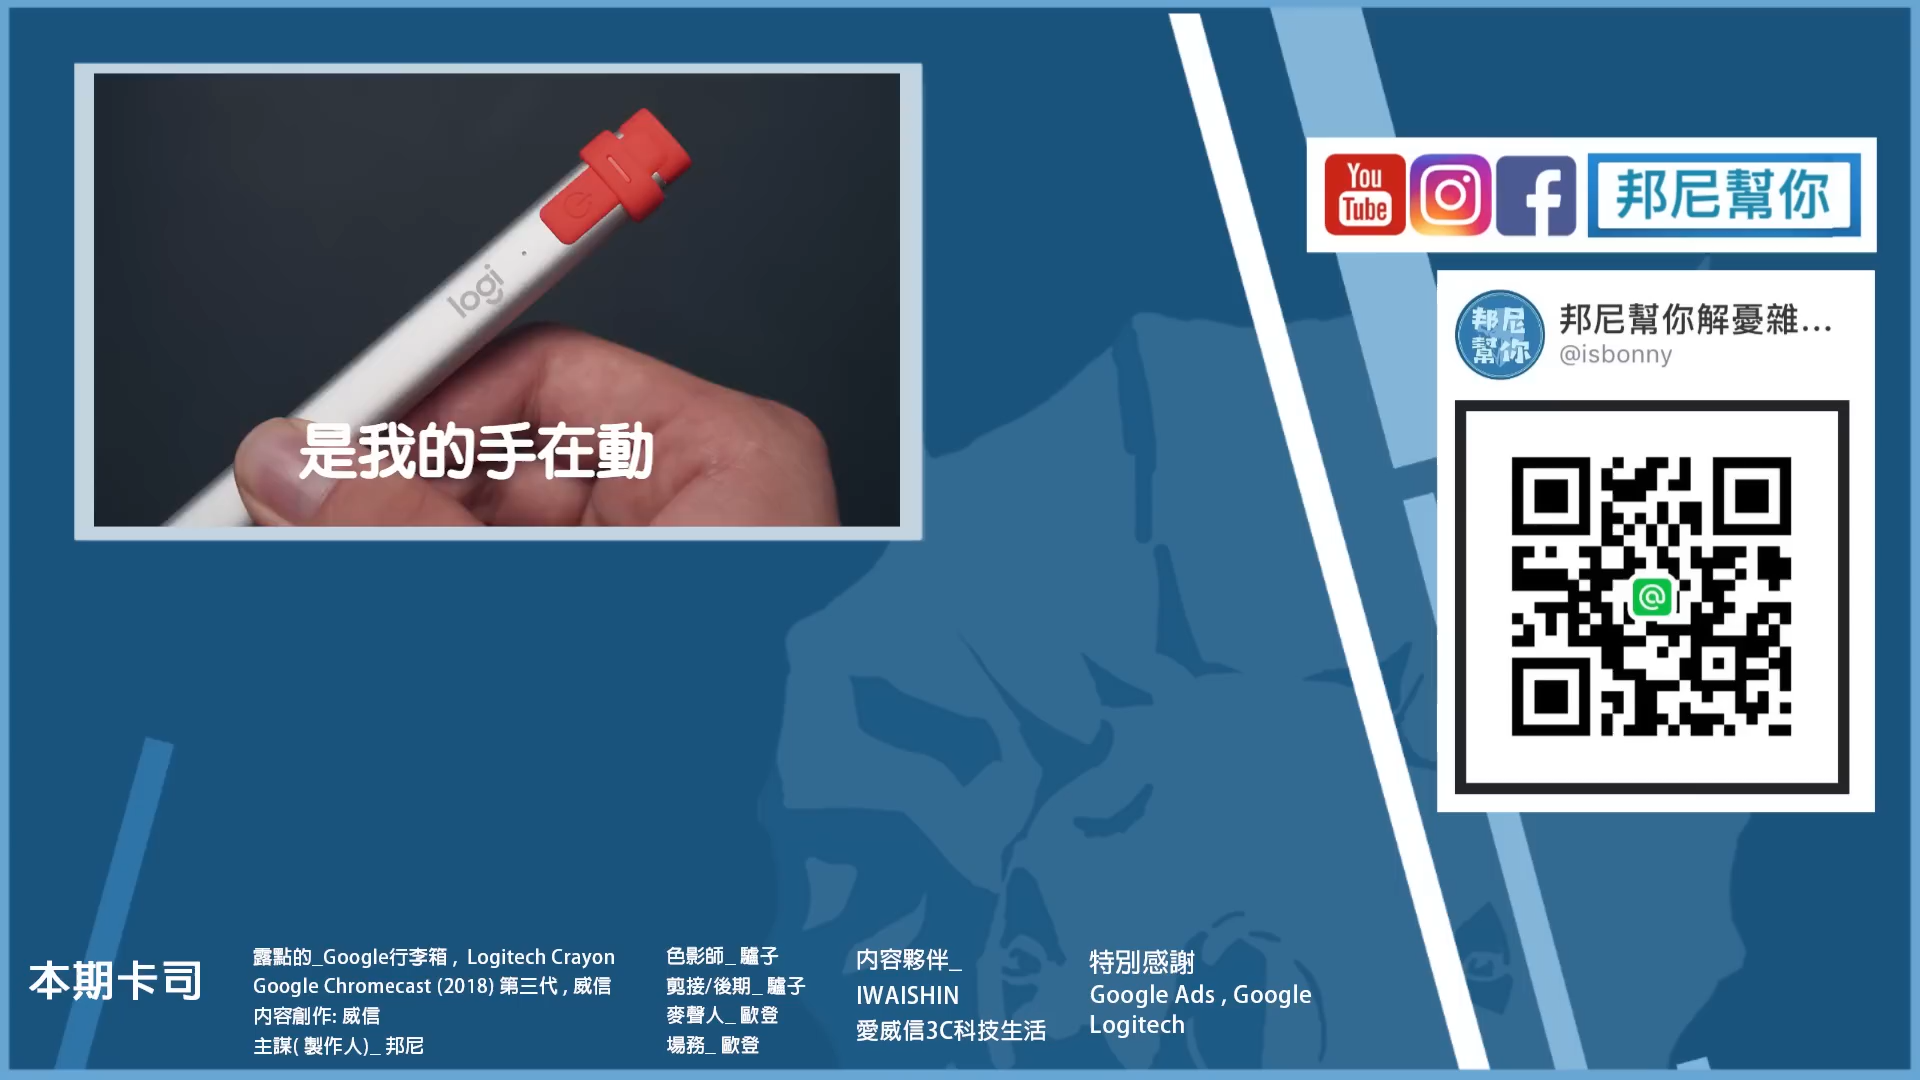 logi
是我的手在動
You
Tube
邦尼幫你
邦尼
幫你
邦尼幫你解憂雜...
@isbonny
本期卡司
露點的_Google行李箱 , Logitech Crayon
Google Chromecast (2018) 第三代 , 威信
內容創作: 威信
主謀( 製作人)_ 邦尼
色影師_ 驢子
剪接/後期_ 驢子
麥聲人_ 歐登
場務_ 歐登
內容夥伴_
IWAISHIN
愛威信3C科技生活
特別感謝
Google Ads , Google
Logitech